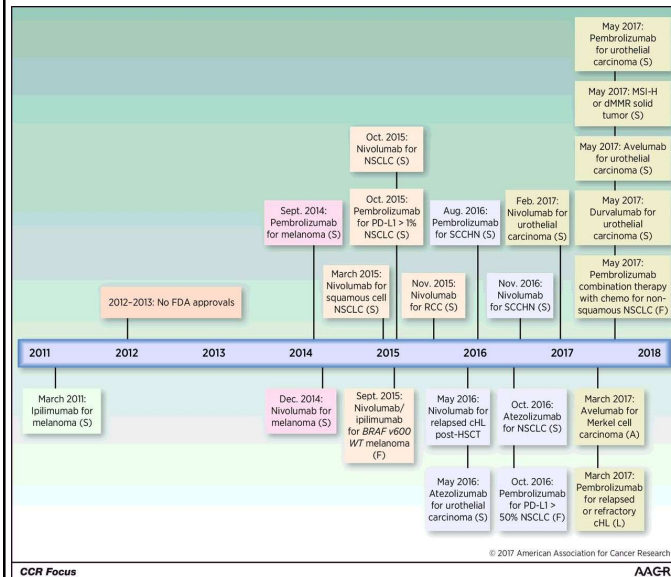 May 2017:
Pembrolizumab
for urothelial
carcinoma (S)
May 2017: MSI-H
or dMMR solid
tumor (S)
May 2017: Avelumab
for urothelial
carcinoma (S)
May 2017:
Durvalumab for
urothelial
carcinoma (S)
May 2017:
Pembrolizumab
combination therapy
with chemo for non-
squamous NSCLC (F)
Oct. 2015:
Nivolumab for
NSCLC (S)
Oct. 2015:
Pembrolizumab
for PD-L1 > 1%
NSCLC (S)
Sept. 2014:
Pembrolizumab
for melanoma (S)
Aug. 2016:
Pembrolizumab
for SCCHN (S)
Feb. 2017:
Nivolumab for
urothelial
carcinoma (S)
March 2015:
Nivolumab for
squamous cell
NSCLC (S)
Nov. 2015:
Nivolumab
for RCC (S)
Nov. 2016:
Nivolumab
for SCCHN (S)
2012–2013: No FDA approvals
2011 2012 2013 2014 2015 2016 2017 2018
March 2011:
Ipilimumab for
melanoma (S)
Dec. 2014:
Nivolumab for
melanoma (S)
Sept. 2015:
Nivolumab/
ipilimumab
for BRAF v600
WT melanoma
(F)
May 2016:
Nivolumab for
relapsed cHL
post-HSCT
Oct. 2016:
Atezolizumab
for NSCLC (S)
March 2017:
Avelumab for
Merkel cell
carcinoma (A)
May 2016:
Atezolizumab
for urothelial
carcinoma (S)
Oct. 2016:
Pembrolizumab
for PD-L1 >
50% NSCLC (F)
March 2017:
Pembrolizumab
for relapsed
or refractory
cHL (L)
© 2017 American Association for Cancer Research
CCR Focus
AACR